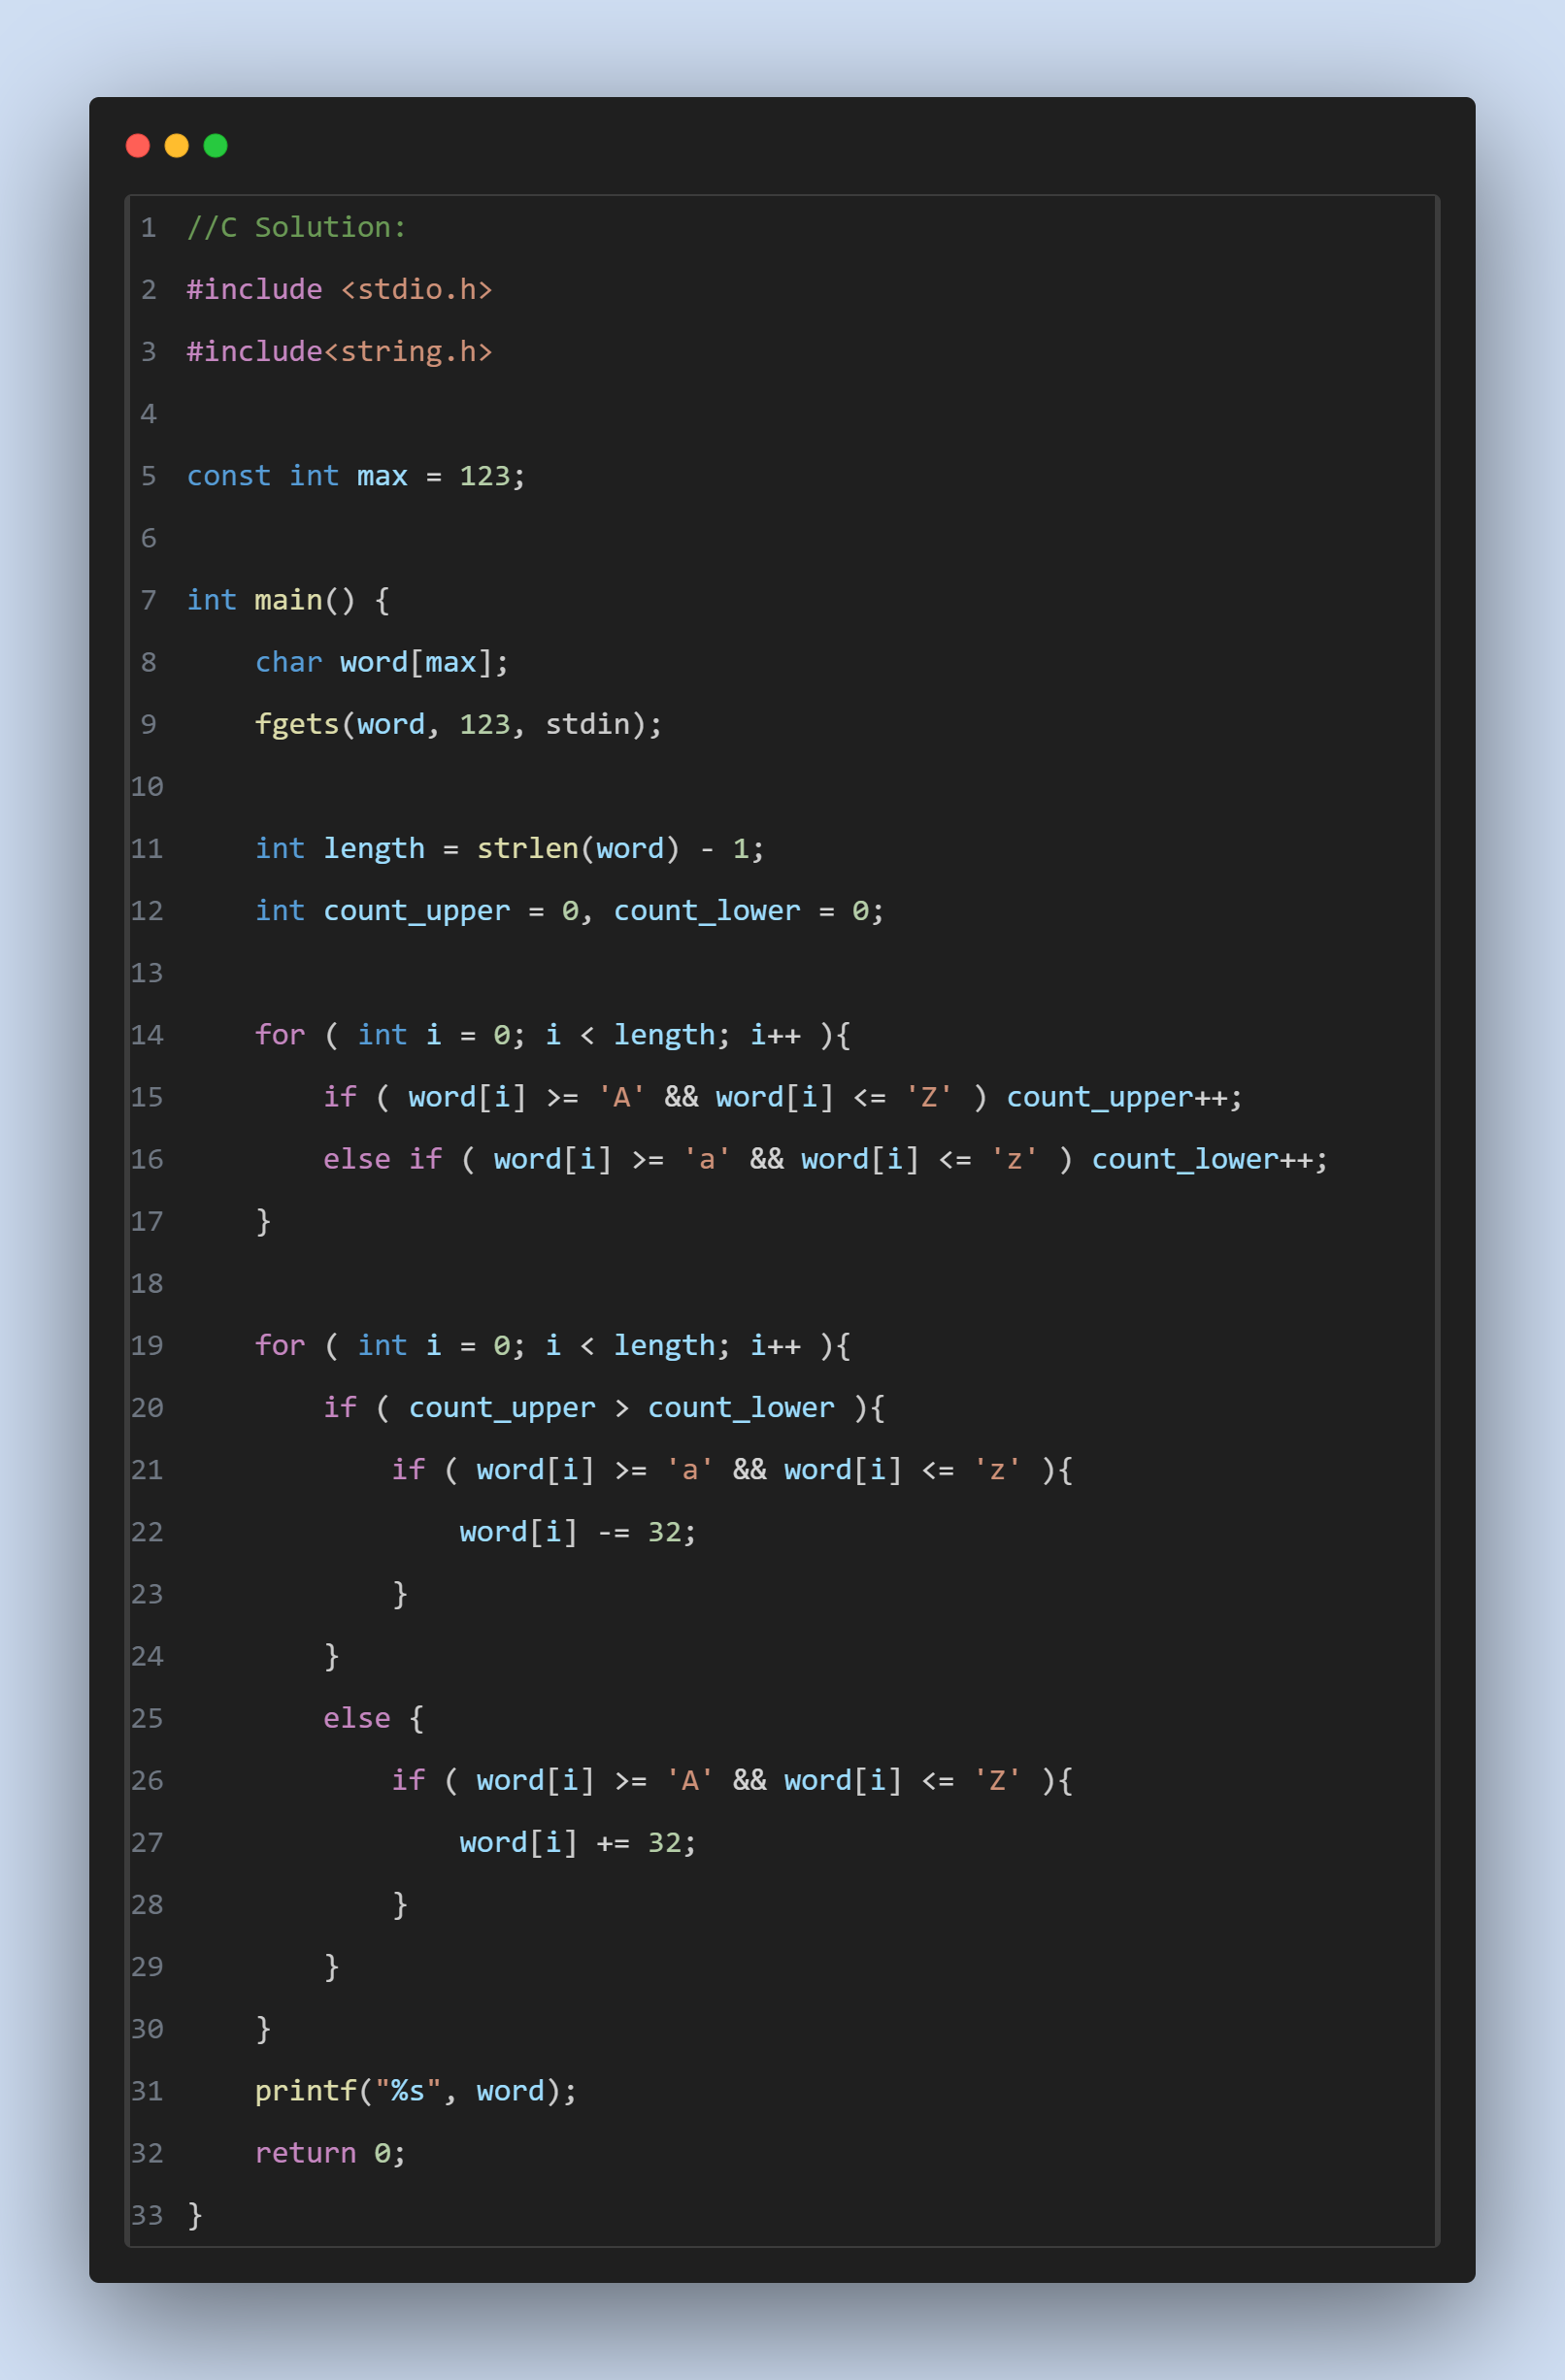 1 //C Solution:
2 #include <stdio.h>
3 #include<string.h>
4
5 const int max = 123;
6
7 int main() {
8     char word[max];
9     fgets(word, 123, stdin);
10
11     int length = strlen(word) - 1;
12     int count_upper = 0, count_lower = 0;
13
14     for ( int i = 0; i < length; i++ ){
15         if ( word[i] >= 'A' && word[i] <= 'Z' ) count_upper++;
16         else if ( word[i] >= 'a' && word[i] <= 'z' ) count_lower++;
17     }
18
19     for ( int i = 0; i < length; i++ ){
20         if ( count_upper > count_lower ){
21             if ( word[i] >= 'a' && word[i] <= 'z' ){
22                 word[i] -= 32;
23             }
24         }
25         else {
26             if ( word[i] >= 'A' && word[i] <= 'Z' ){
27                 word[i] += 32;
28             }
29         }
30     }
31     printf("%s", word);
32     return 0;
33 }